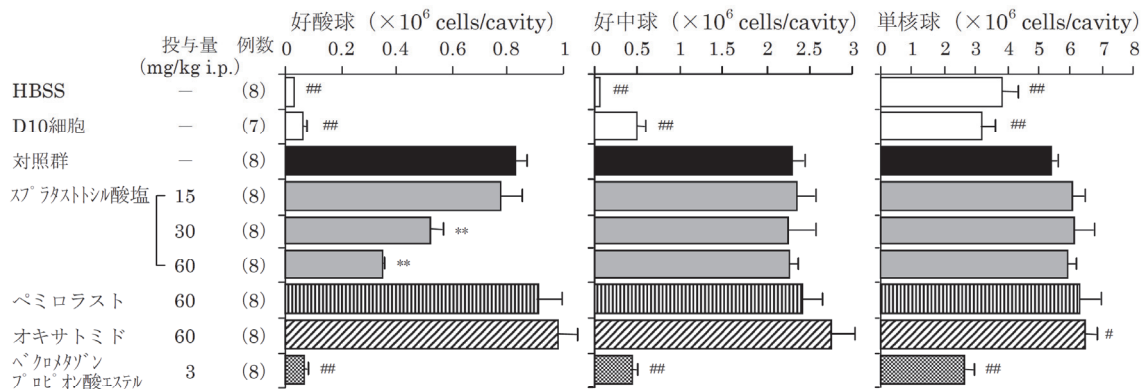 好酸球（×10⁶ cells/cavity） 好中球（×10⁶ cells/cavity） 単核球（×10⁶ cells/cavity）
投与量 例数 0 0.2 0.4 0.6 0.8 1 0 0.5 1 1.5 2 2.5 3 0 1 2 3 4 5 6 7 8
(mg/kg i.p.)
HBSS － (8) ## ## ##
D10細胞 － (7) ## ## ##
対照群 － (8)
スプラタストトシル酸塩 15 (8)
30 (8) **
60 (8) **
ペミロラスト 60 (8)
オキサトミド 60 (8) #
ベクロメタゾン
プロピオン酸エステル 3 (8) ## ## ##